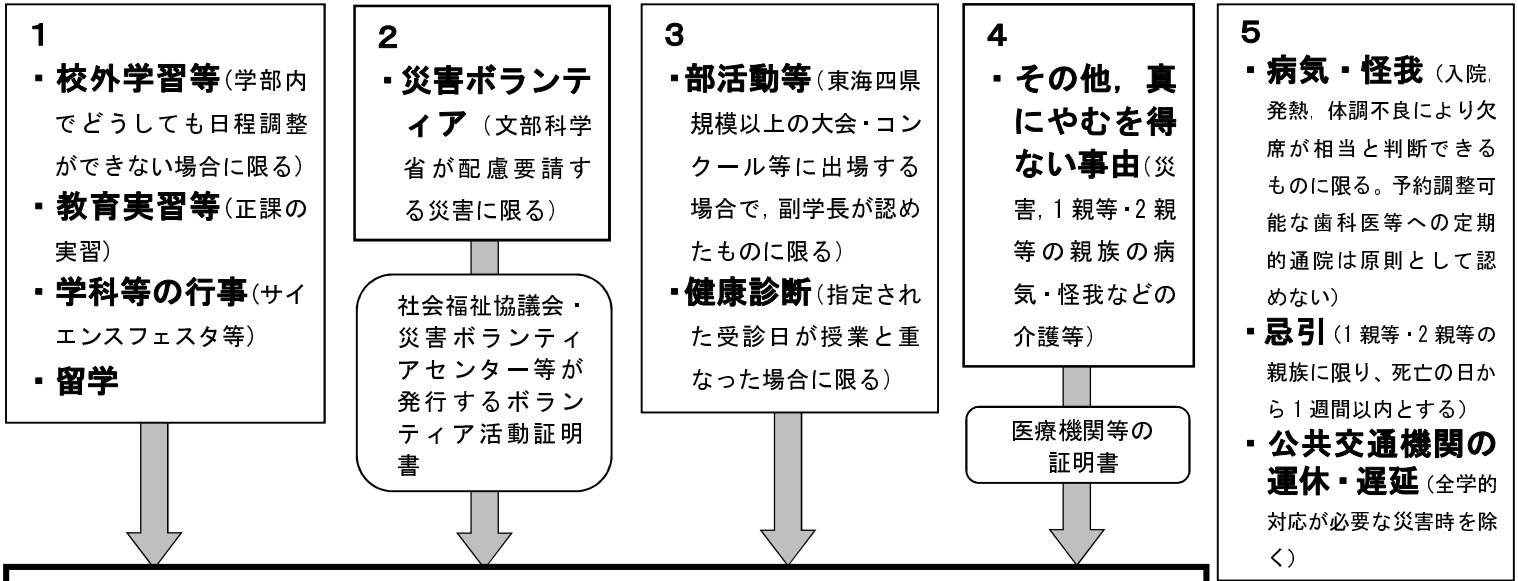 1
・校外学習等(学部内
でどうしても日程調整
ができない場合に限る)
・教育実習等(正課の
実習)
・学科等の行事(サイ
エンスフェスタ等)
・留学
2
・災害ボランテ
ィア(文部科学
省が配慮要請す
る災害に限る)
社会福祉協議会・
災害ボランティ
アセンター等が
発行するボラン
ティア活動証明
書
3
・部活動等(東海四県
規模以上の大会・コン
クール等に出場する
場合で,副学長が認め
たものに限る)
・健康診断(指定され
た受診日が授業と重
なった場合に限る)
4
・その他,真
にやむを得
ない事由(災
害,1親等・2親
等の親族の病
気・怪我などの
介護等)
医療機関等の
証明書
5
・病気・怪我(入院,
発熱,体調不良により欠
席が相当と判断できる
ものに限る。予約調整可
能な歯科医等への定期
的通院は原則として認
めない)
・忌引(1親等・2親等の
親族に限り、死亡の日か
ら1週間以内とする)
・公共交通機関の
運休・遅延(全学的
対応が必要な災害時を除
く)